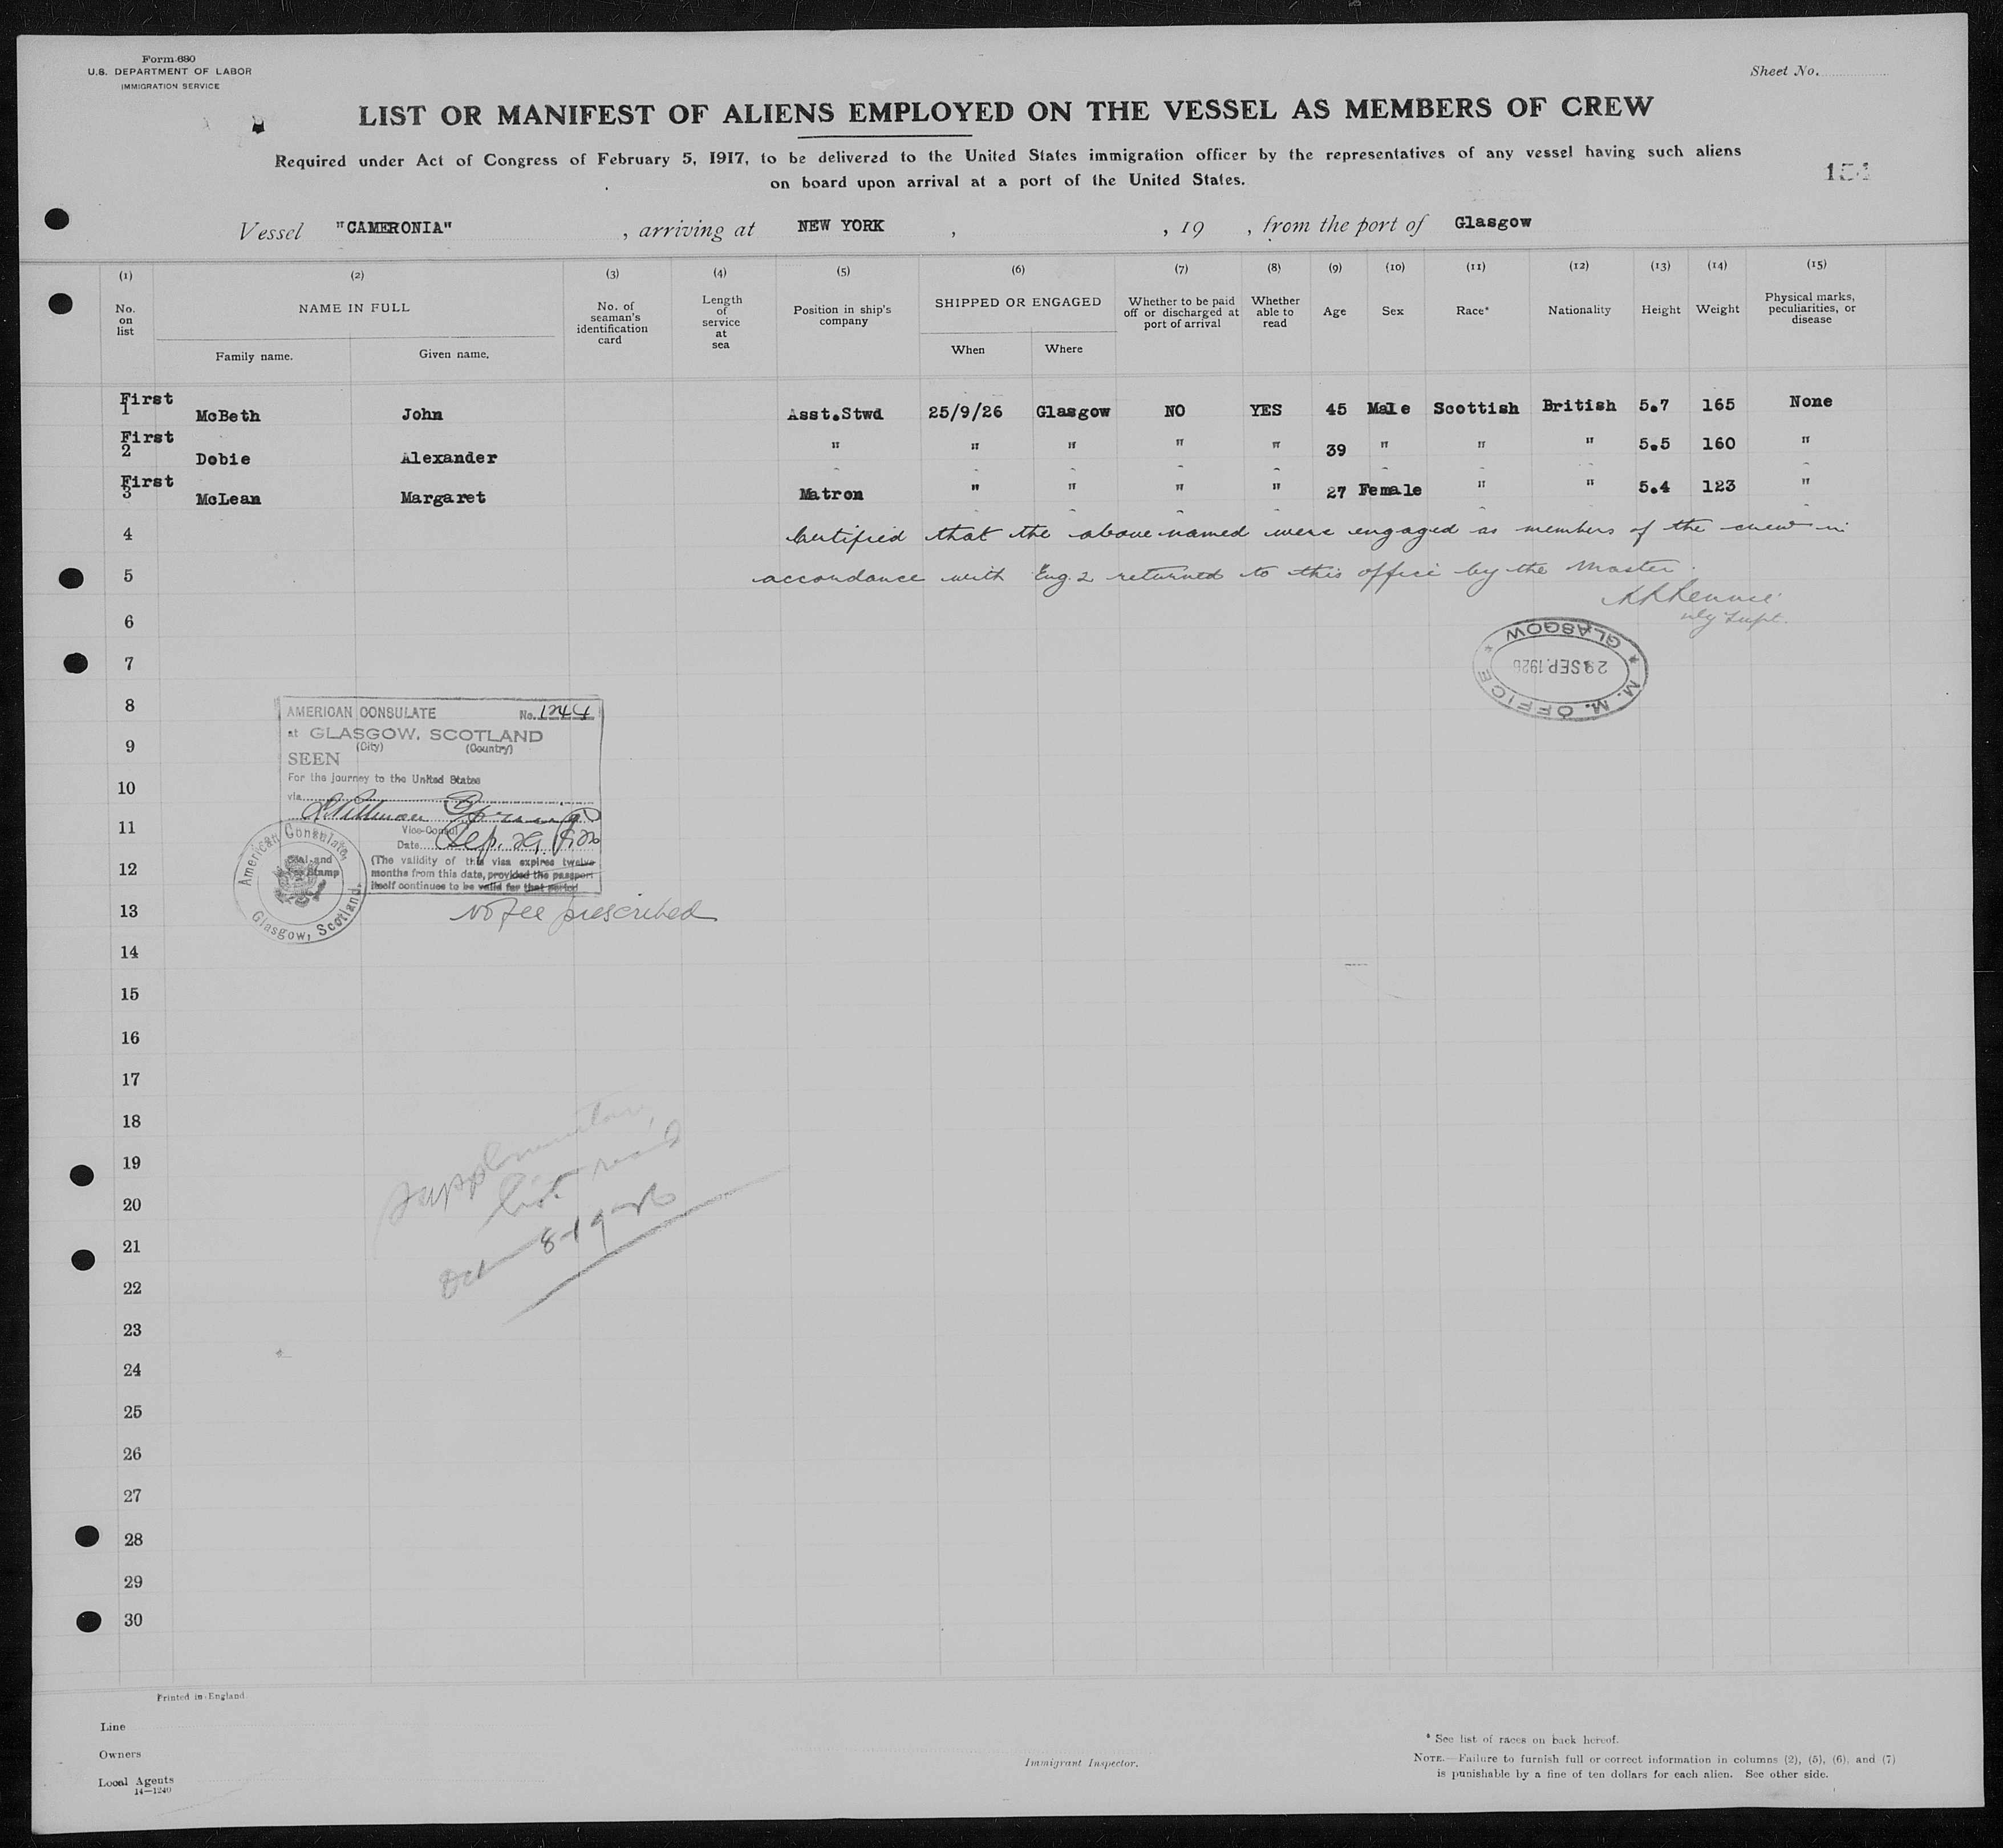 Form 680
U.S. DEPARTMENT OF LABOR
IMMIGRATION SERVICE
Sheet No.
LIST OR MANIFEST OF ALIENS EMPLOYED ON THE VESSEL AS MEMBERS OF CREW
Required under Act of Congress of February 5, 1917, to be delivered to the United States immigration officer by the representatives of any vessel having such aliens
on board upon arrival at a port of the United States.
Vessel "CAMERONIA" , arriving at NEW YORK , , 19 , from the port of Glasgow
(1) (2) (3) (4) (5) (6) (7) (8) (9) (10) (11) (12) (13) (14) (15)
No. on list NAME IN FULL No. of seaman's identification card Length of service at sea Position in ship's company SHIPPED OR ENGAGED Whether to be paid off or discharged at port of arrival Whether able to read Age Sex Race* Nationality Height Weight Physical marks, peculiarities, or disease
Family name. Given name. When Where
First 1 McBeth John Asst.Stwd 25/9/26 Glasgow NO YES 45 Male Scottish British 5.7 165 None
First 2 Dobie Alexander " " " " " 39 " " " 5.5 160 "
First 3 McLean Margaret Matron " " " " 27 Female " " 5.4 123 "
4 Certified that the above named were engaged as members of the crew in
5 accordance with Eng. 2 returned to this office by the Master.
6
M. M. OFFICE * GLASGOW *
29 SEP 1926
7
8
AMERICAN CONSULATE No. 1244
at GLASGOW, SCOTLAND
(City) (Country)
9
SEEN
For the journey to the United States
10
via
11
Vice-Consul
Date Sep. 29, 1926
12
(The validity of this visa expires twelve
months from this date, provided the passport
itself continues to be valid for that period
American Consulate, Glasgow, Scotland.
Seal and
Stamp
13 No fee prescribed
14
15
16
17
18
Supplementary
19
list
20
Oct 8-1926
21
22
23
24
25
26
27
28
29
30
Printed in England
Line
Owners
Local Agents
14—1240
Immigrant Inspector.
* See list of races on back hereof.
NOTE.—Failure to furnish full or correct information in columns (2), (5), (6), and (7)
is punishable by a fine of ten dollars for each alien. See other side.